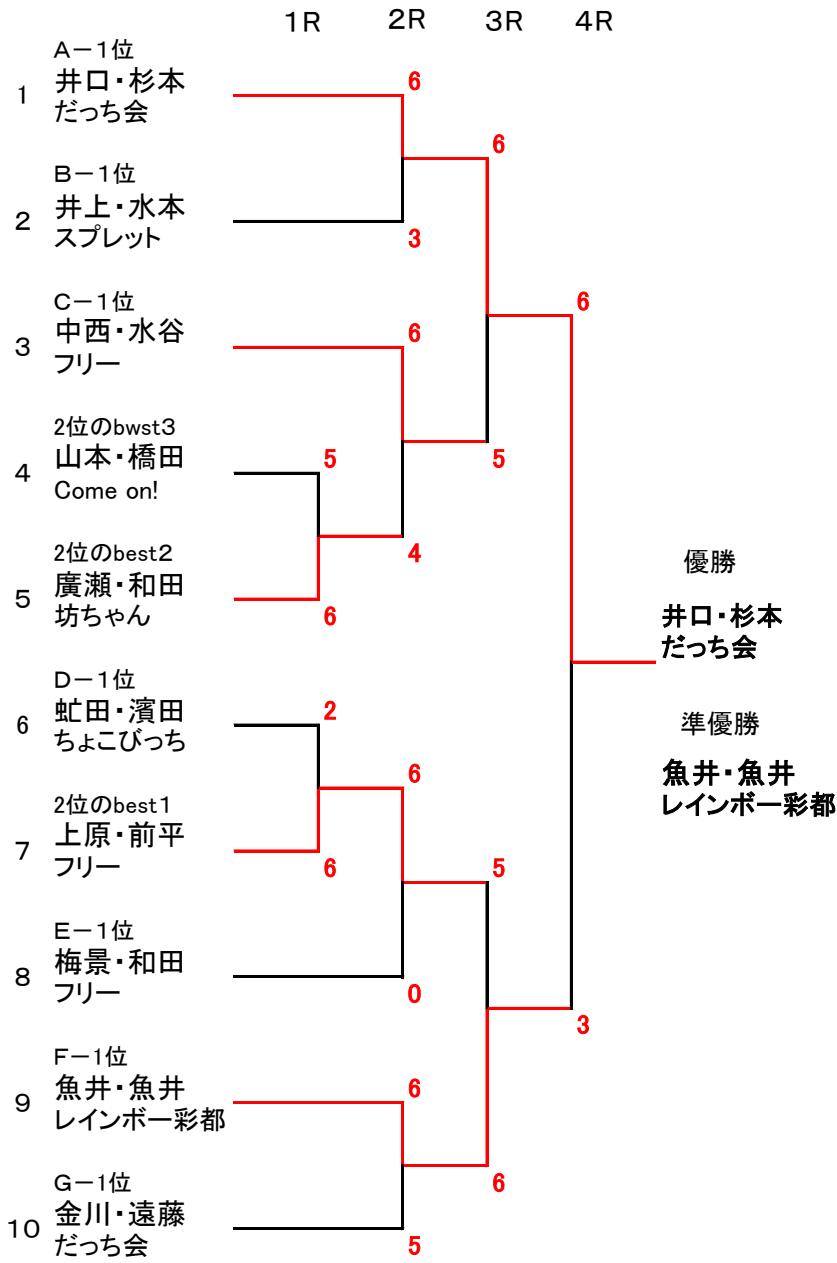 1R 2R 3R 4R
A－1位
1 井口・杉本
だっち会
6
6
B－1位
2 井上・水本
スプレット
3
C－1位
3 中西・水谷
フリー
6
6
2位のbwst3
4 山本・橋田
Come on!
5
5
2位のbest2
5 廣瀬・和田
坊ちゃん
4
6
優勝
井口・杉本
だっち会
D－1位
6 虻田・濱田
ちょこびっち
2
準優勝
魚井・魚井
レインボー彩都
6
2位のbest1
7 上原・前平
フリー
6
5
E－1位
8 梅景・和田
フリー
0
3
F－1位
9 魚井・魚井
レインボー彩都
6
G－1位
10 金川・遠藤
だっち会
6
5